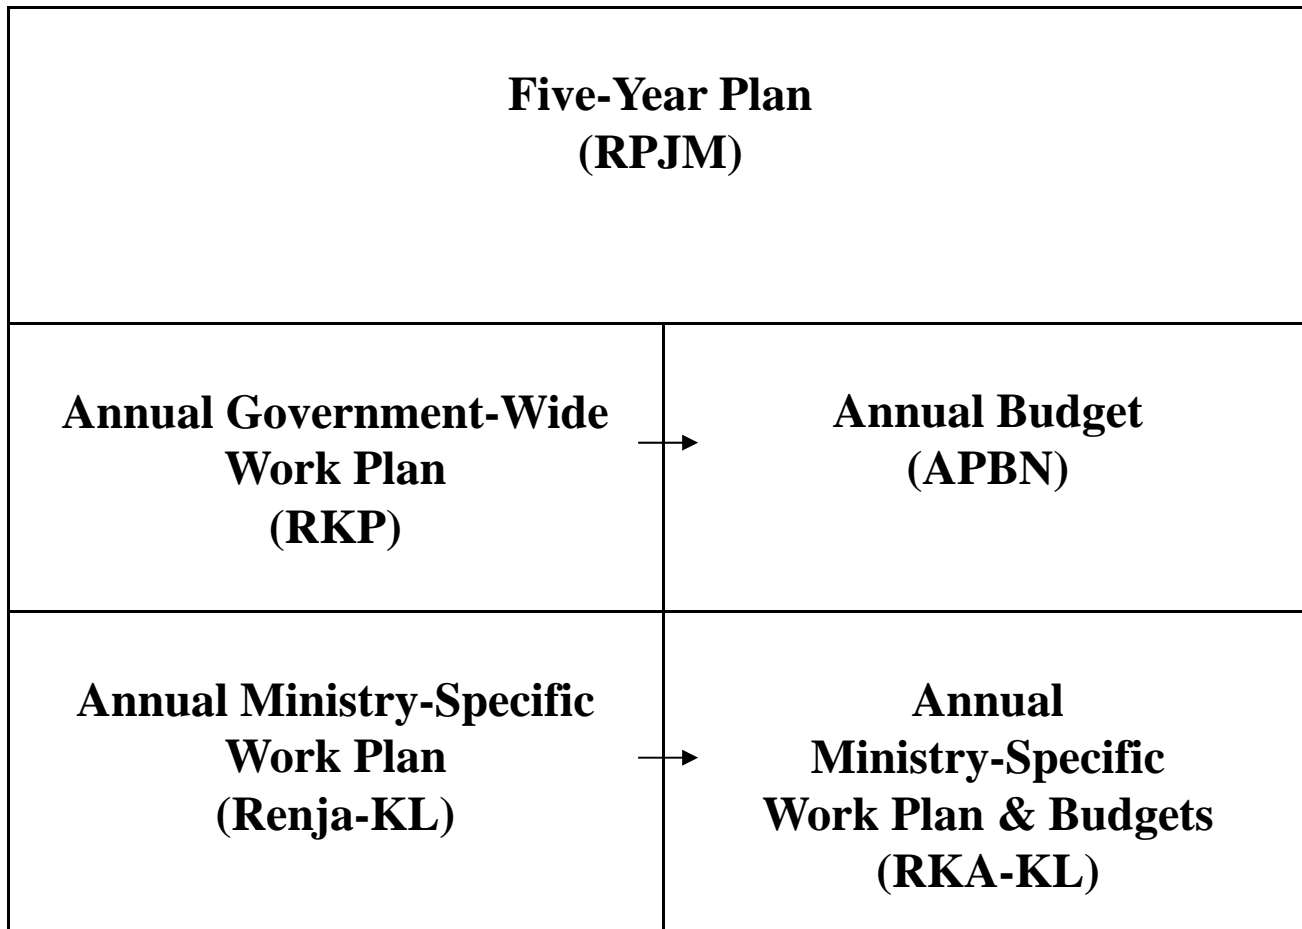 Five-Year Plan
(RPJM)
Annual Government-Wide
Work Plan
(RKP)
Annual Budget
(APBN)
Annual Ministry-Specific
Work Plan
(Renja-KL)
Annual
Ministry-Specific
Work Plan & Budgets
(RKA-KL)